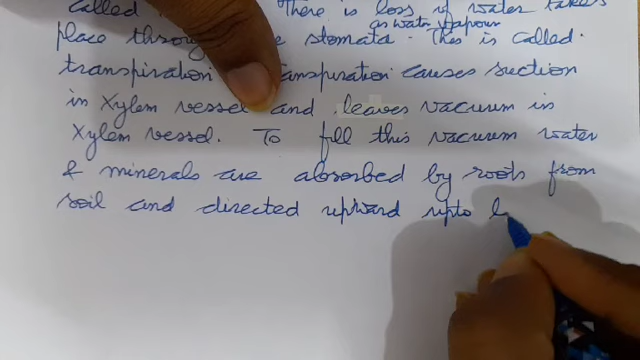 called There is loss of water takes
as water vapour
place through stomata. This is called.
transpiration Transpiration causes suction
in Xylem vessel and leaves vacuum in
Xylem vessel. To fill this vacuum water
& minerals are absorbed by roots from
soil and directed upward upto l